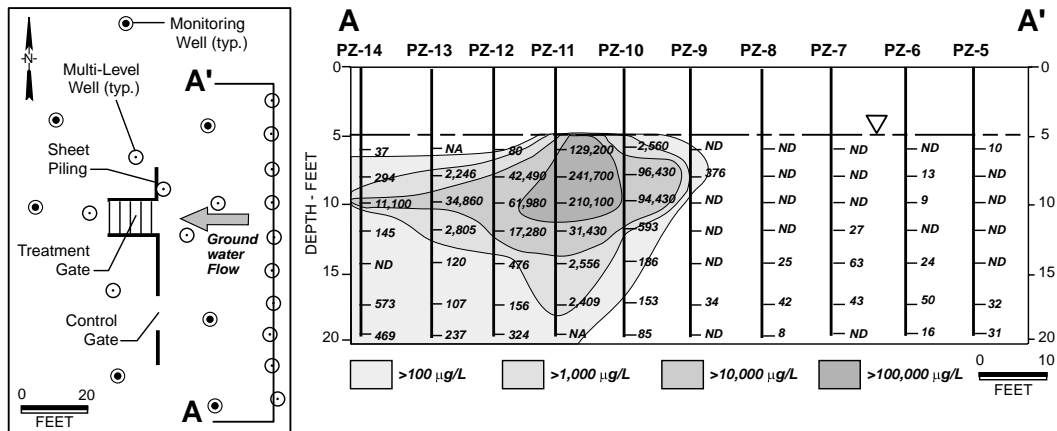 -N-
Monitoring
Well (typ.)
Multi-Level
Well (typ.)
A'
Sheet
Piling
Ground
water
Flow
Treatment
Gate
Control
Gate
0 20
FEET
A
A A'
PZ-14 PZ-13 PZ-12 PZ-11 PZ-10 PZ-9 PZ-8 PZ-7 PZ-6 PZ-5
DEPTH - FEET
0 0
5 5
37 NA 80 129,200 2,560 ND ND ND ND 10
294 2,246 42,490 241,700 96,430 376 ND ND 13 ND
10 11,100 34,860 61,980 210,100 94,430 ND ND ND 9 ND 10
145 2,805 17,280 31,430 593 ND ND 27 ND ND
15 ND 120 476 2,556 186 ND 25 63 24 ND 15
573 107 156 2,409 153 34 42 43 50 32
20 469 237 324 NA 85 ND 8 ND 16 31 20
>100 µg/L >1,000 µg/L >10,000 µg/L >100,000 µg/L
0 10
FEET